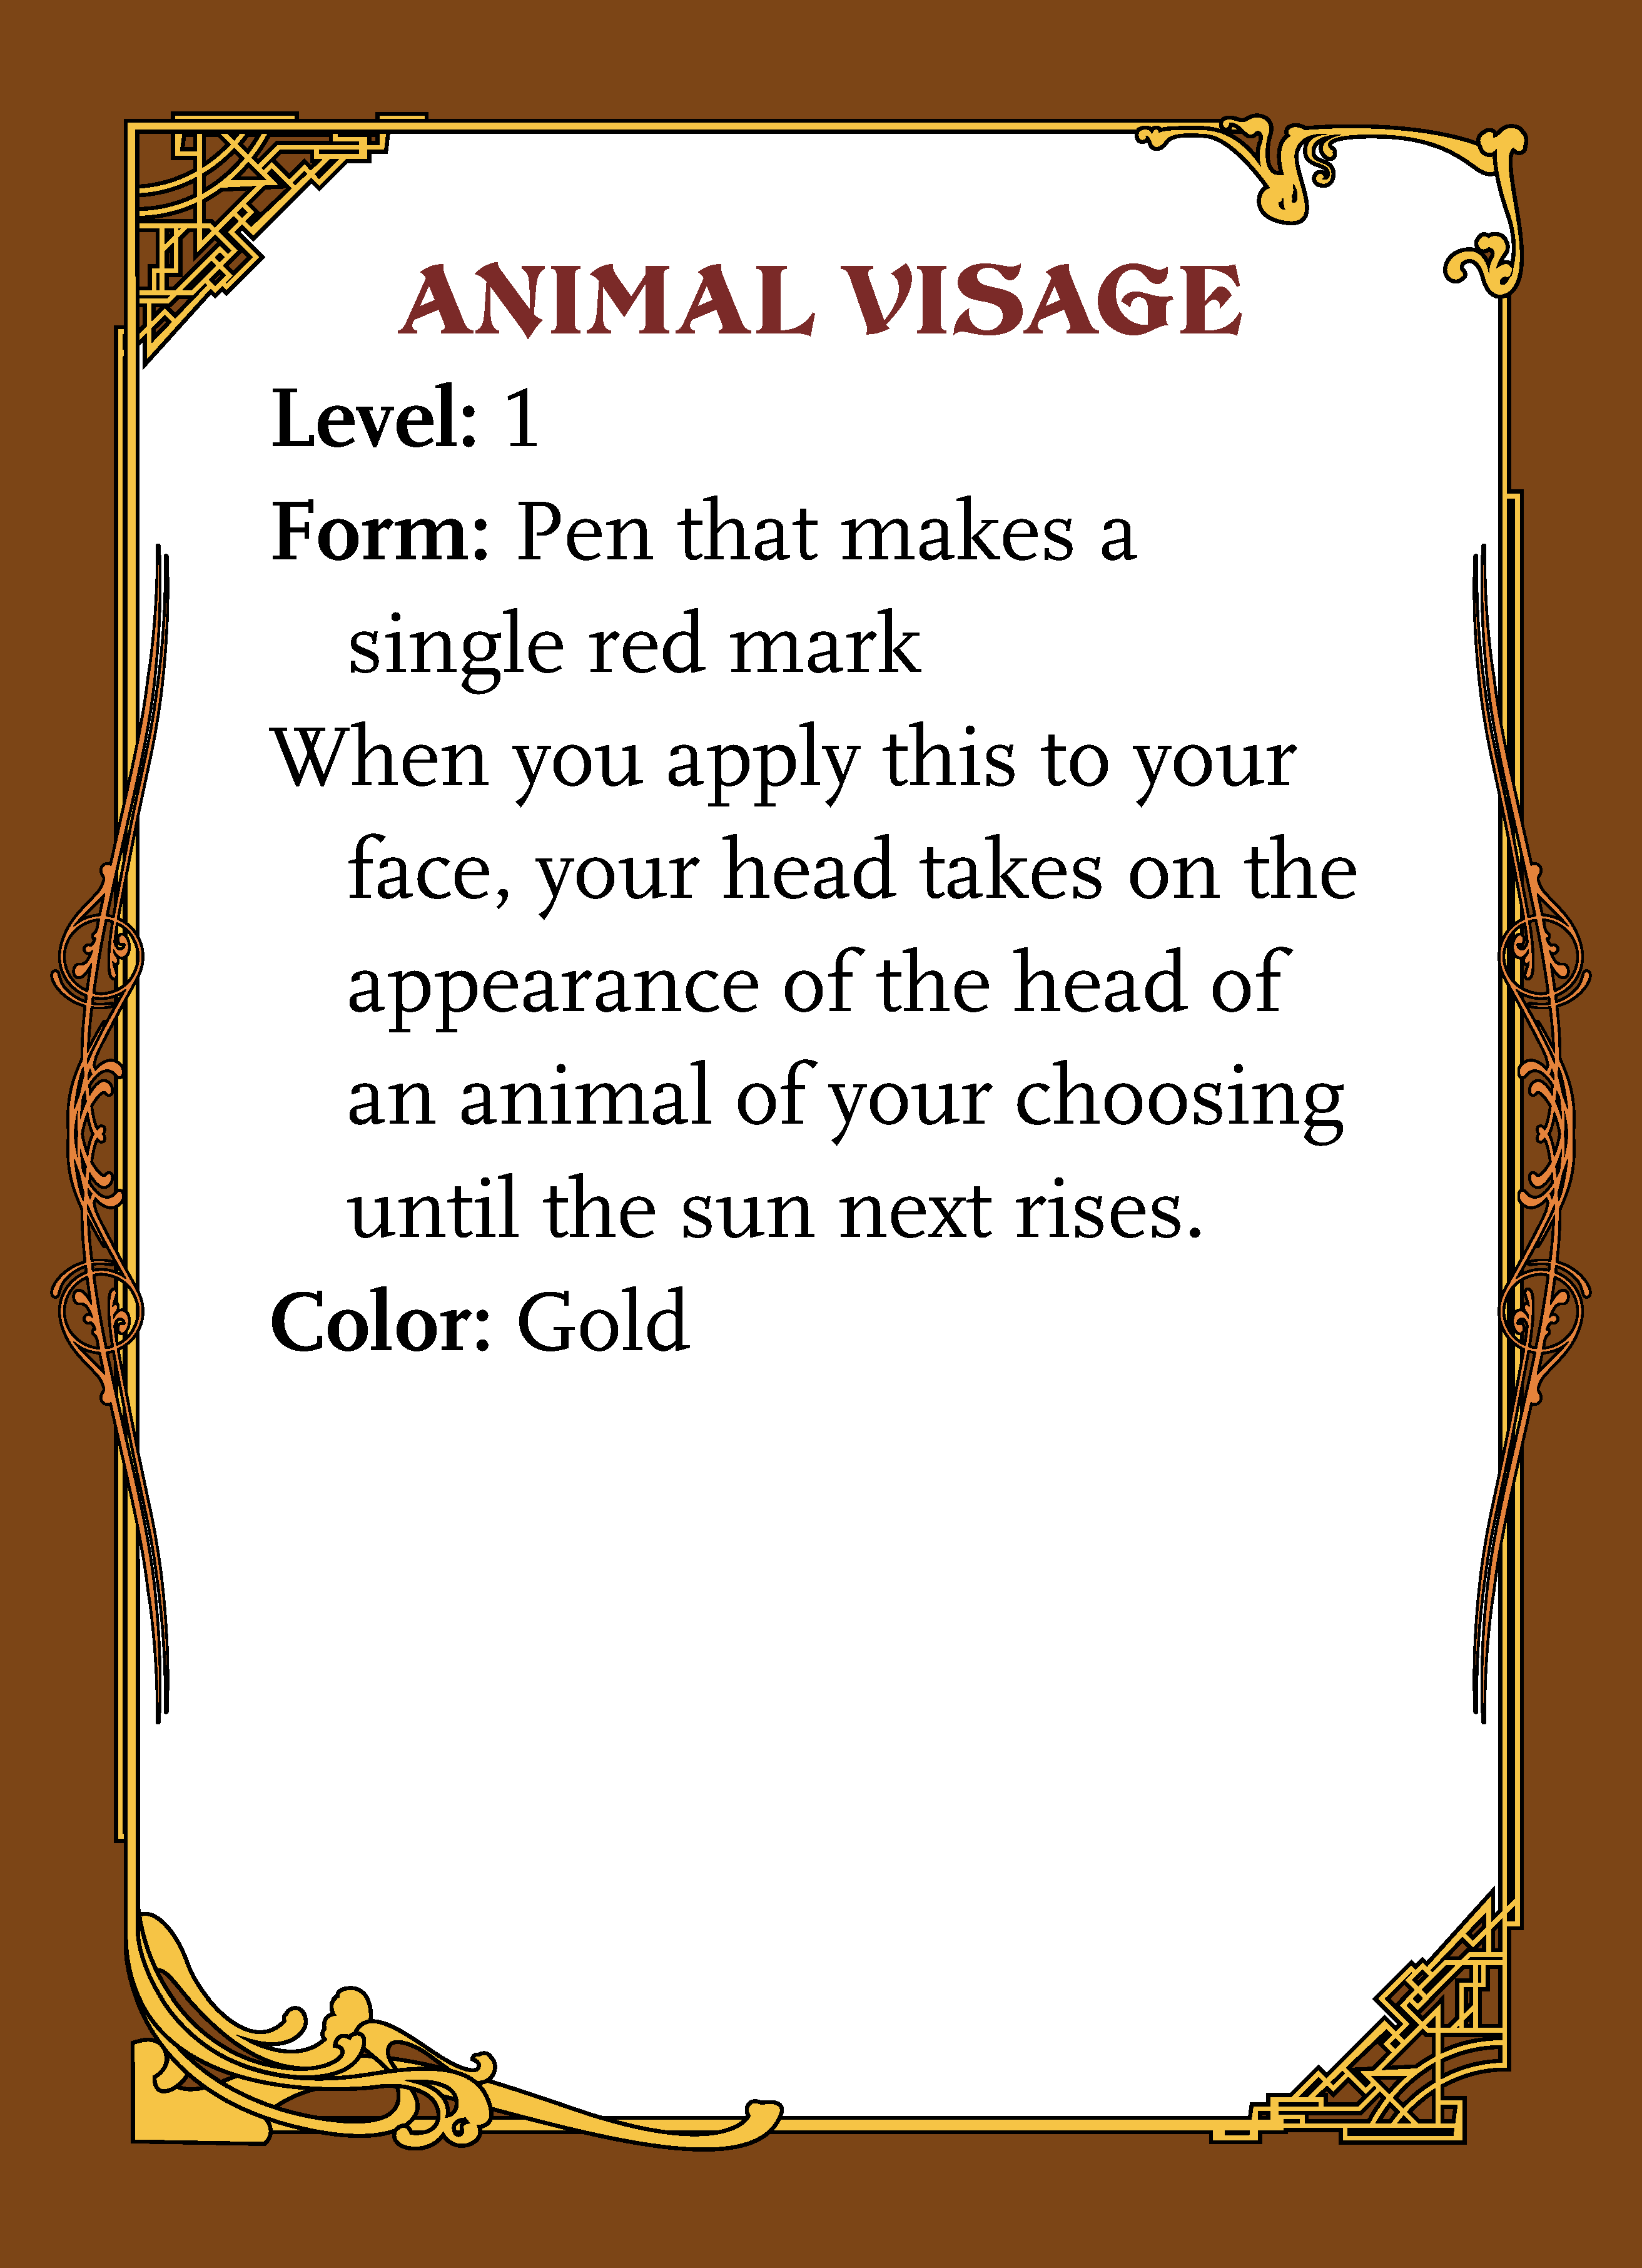 ANIMAL VISAGE
Level: 1
Form: Pen that makes a
single red mark
When you apply this to your
face, your head takes on the
appearance of the head of
an animal of your choosing
until the sun next rises.
Color: Gold